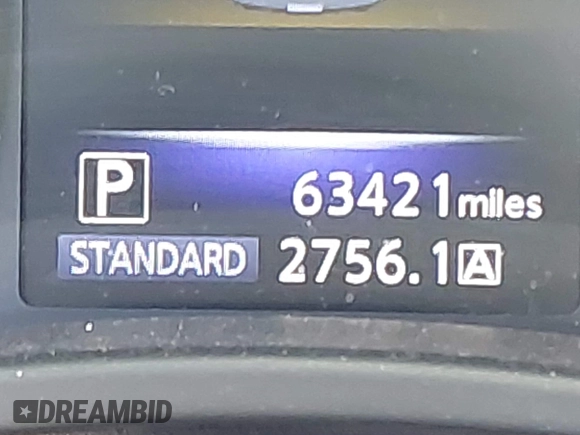 P 63421 miles
STANDARD 2756.1 A
DREAMBID